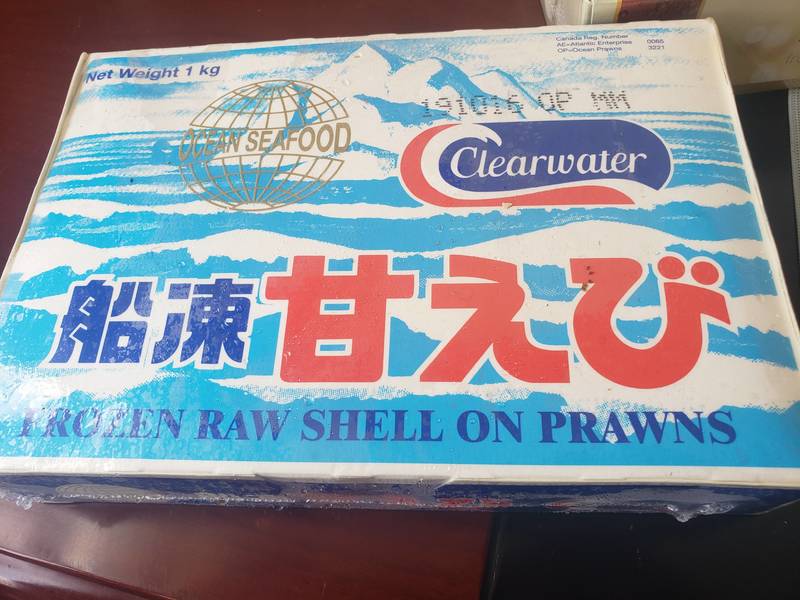 Net Weight 1 kg
Canada Reg. Number
AE=Atlantic Enterprise 0065
OP=Ocean Prawns 3221
191016 OP MM
OCEAN SEAFOOD
Clearwater
船凍甘えび
FROZEN RAW SHELL ON PRAWNS